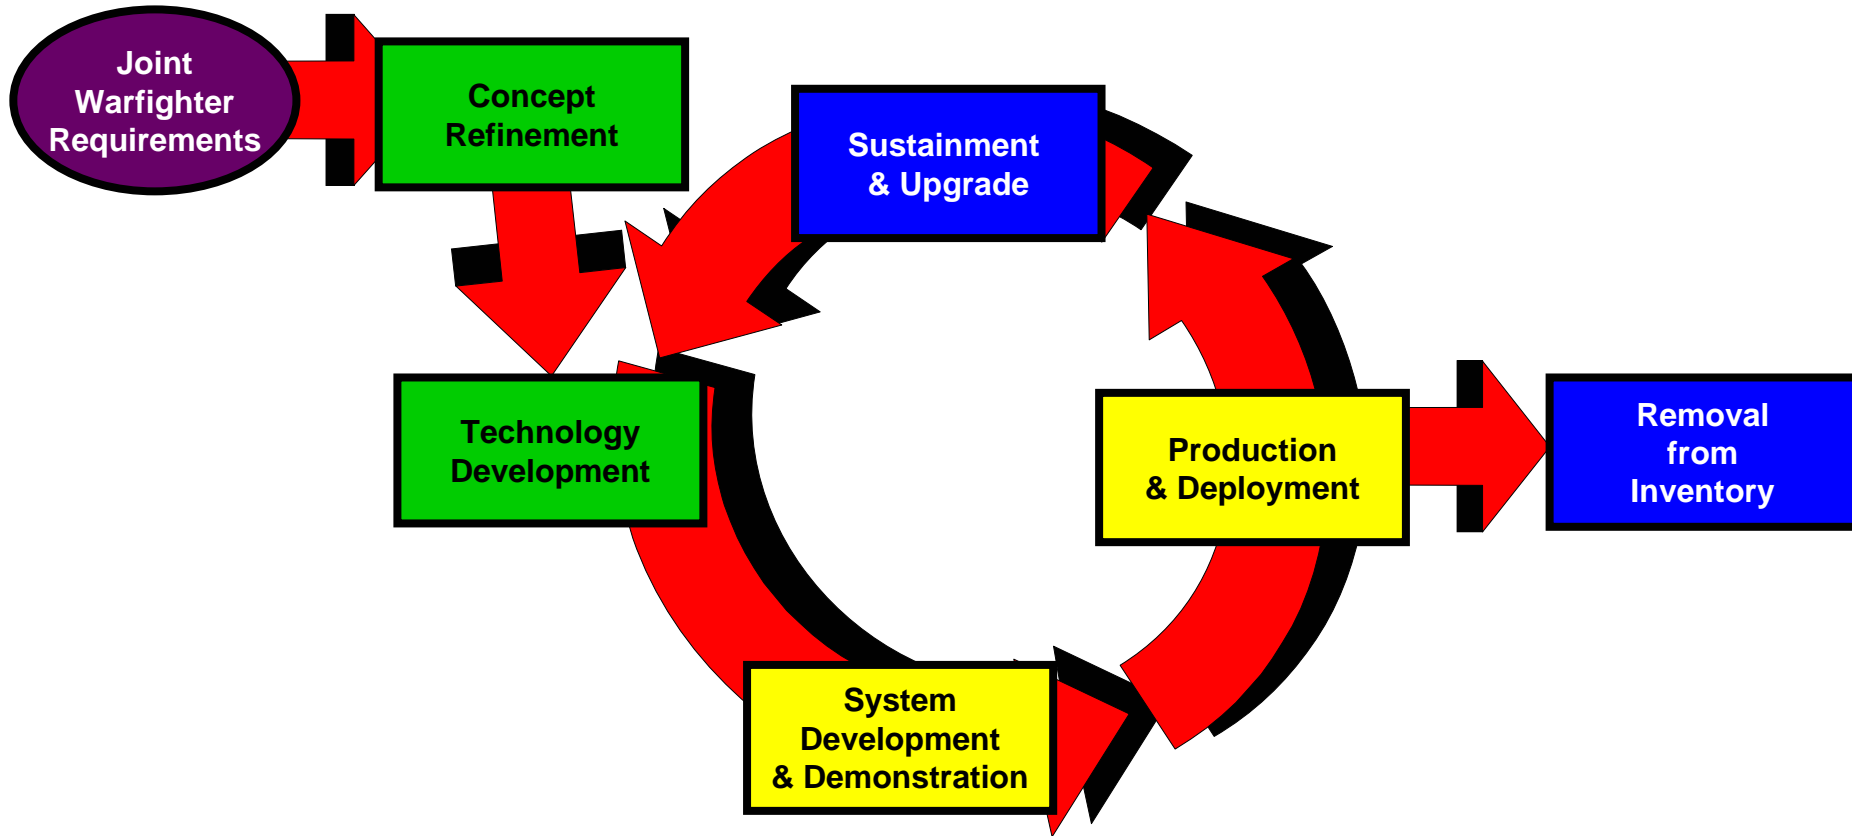 Joint
Warfighter
Requirements
Concept
Refinement
Sustainment
& Upgrade
Technology
Development
Production
& Deployment
Removal
from
Inventory
System
Development
& Demonstration